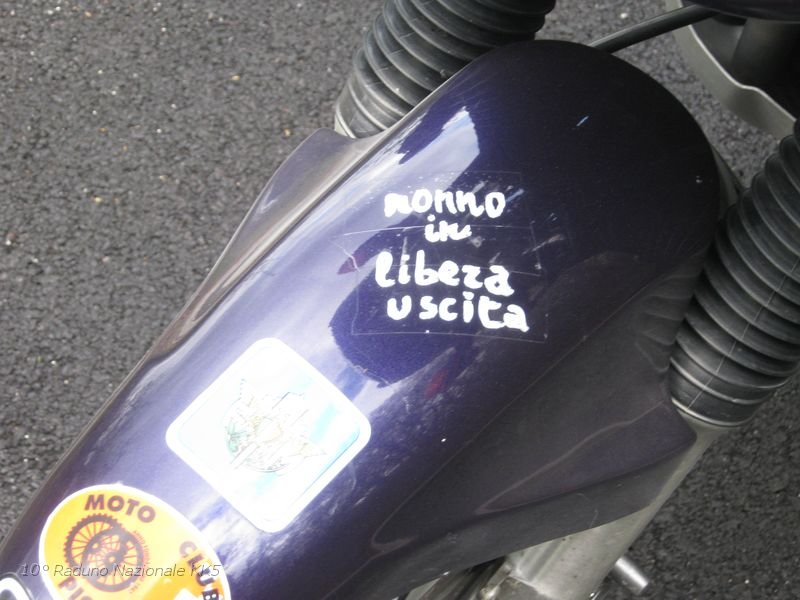 nonno
in
libera
uscita
MOTO CLUB
10° Raduno Nazionale KK5